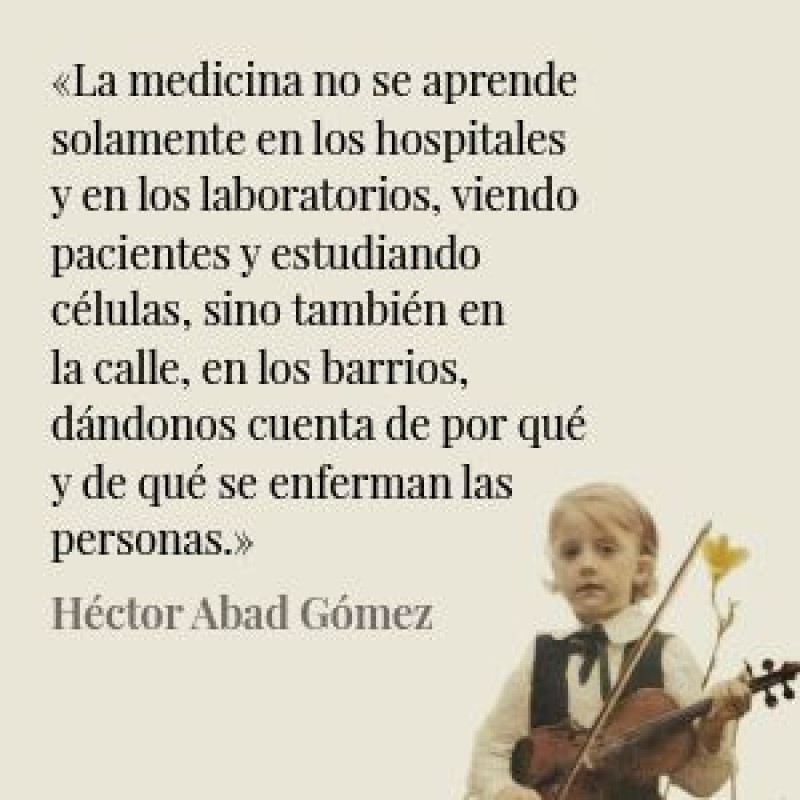 «La medicina no se aprende
solamente en los hospitales
y en los laboratorios, viendo
pacientes y estudiando
células, sino también en
la calle, en los barrios,
dándonos cuenta de por qué
y de qué se enferman las
personas.»
Héctor Abad Gómez